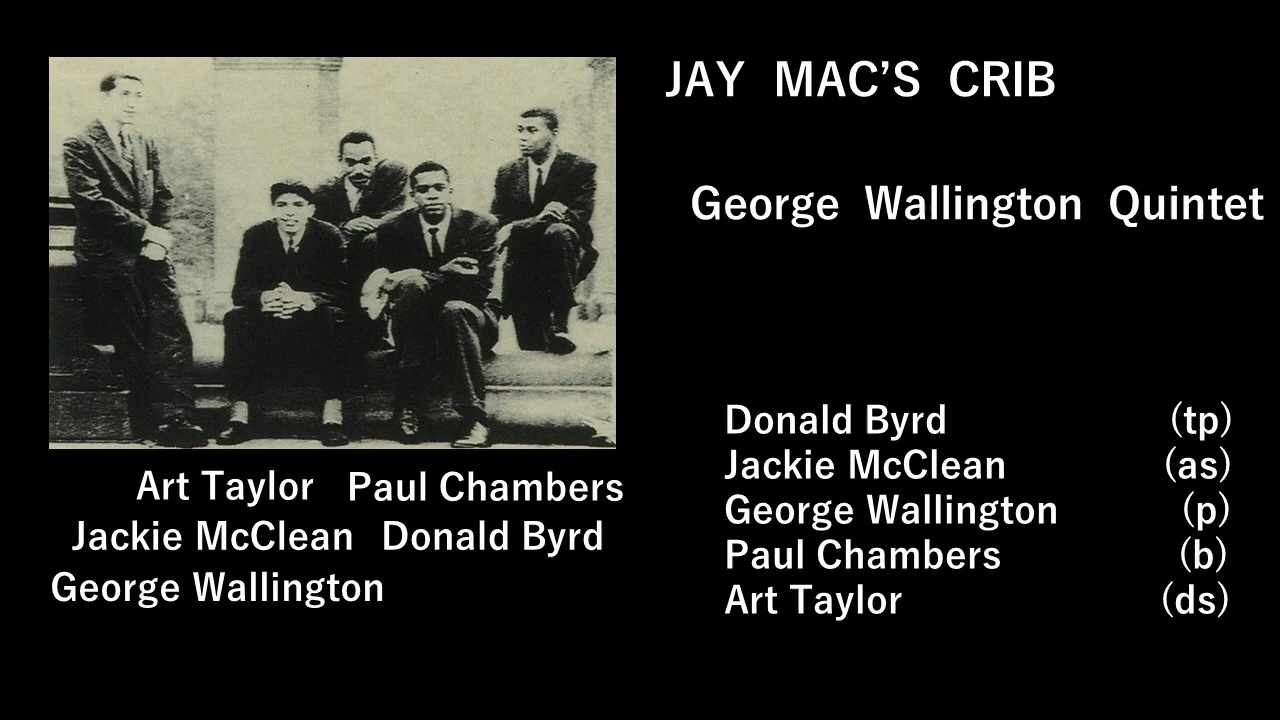 JAY MAC’S CRIB
George Wallington Quintet
Art Taylor Paul Chambers
Jackie McClean Donald Byrd
George Wallington
Donald Byrd (tp)
Jackie McClean (as)
George Wallington (p)
Paul Chambers (b)
Art Taylor (ds)